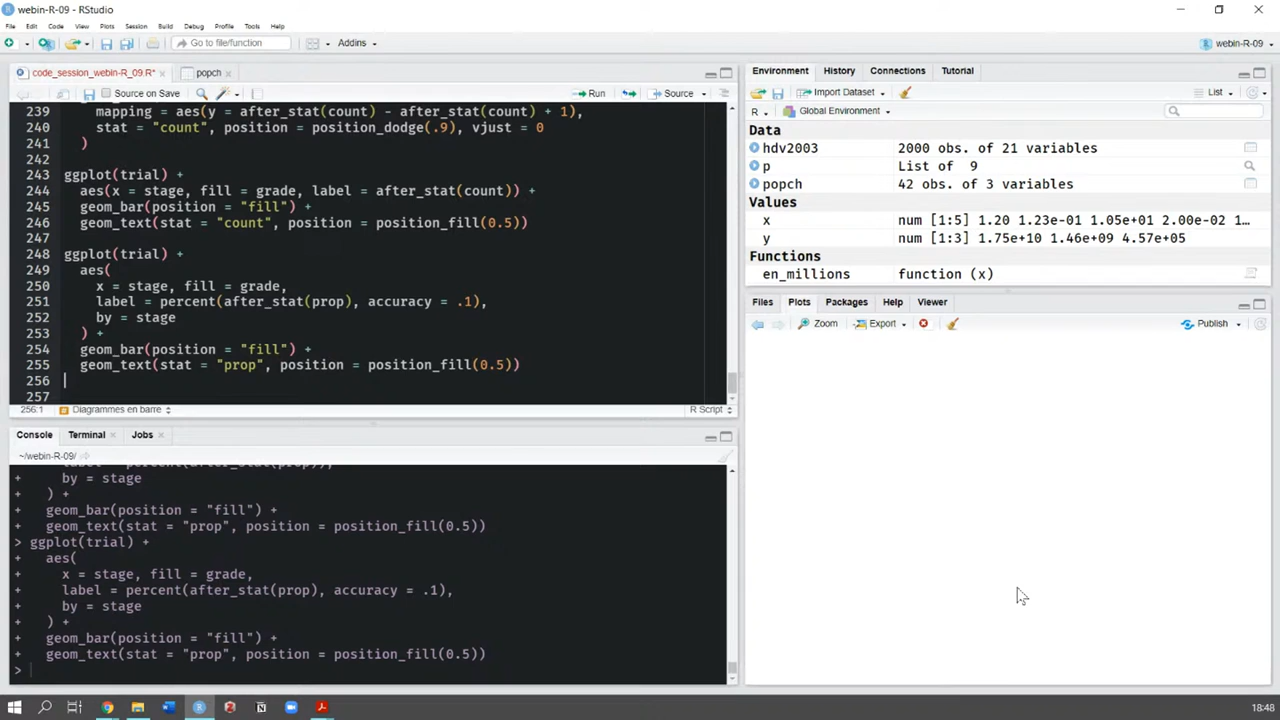 webin-R-09 - RStudio
File Edit Code View Plots Session Build Debug Profile Tools Help
Go to file/function Addins webin-R-09
code_session_webin-R_09.R* popch
Source on Save Run Source
239 mapping = aes(y = after_stat(count) - after_stat(count) + 1),
240 stat = "count", position = position_dodge(.9), vjust = 0
241 )
242
243 ggplot(trial) +
244 aes(x = stage, fill = grade, label = after_stat(count)) +
245 geom_bar(position = "fill") +
246 geom_text(stat = "count", position = position_fill(0.5))
247
248 ggplot(trial) +
249 aes(
250 x = stage, fill = grade,
251 label = percent(after_stat(prop), accuracy = .1),
252 by = stage
253 ) +
254 geom_bar(position = "fill") +
255 geom_text(stat = "prop", position = position_fill(0.5))
256
257
256:1 Diagrammes en barre R Script
Console Terminal Jobs
~/webin-R-09/
+ label = percent(after_stat(prop)),
+ by = stage
+ ) +
+ geom_bar(position = "fill") +
+ geom_text(stat = "prop", position = position_fill(0.5))
> ggplot(trial) +
+ aes(
+ x = stage, fill = grade,
+ label = percent(after_stat(prop), accuracy = .1),
+ by = stage
+ ) +
+ geom_bar(position = "fill") +
+ geom_text(stat = "prop", position = position_fill(0.5))
>
Environment History Connections Tutorial
Import Dataset List
R Global Environment
Data
hdv2003 2000 obs. of 21 variables
p List of 9
popch 42 obs. of 3 variables
Values
x num [1:5] 1.20 1.23e-01 1.05e+01 2.00e-02 1…
y num [1:3] 1.75e+10 1.46e+09 4.57e+05
Functions
en_millions function (x)
Files Plots Packages Help Viewer
Zoom Export Publish
18:48